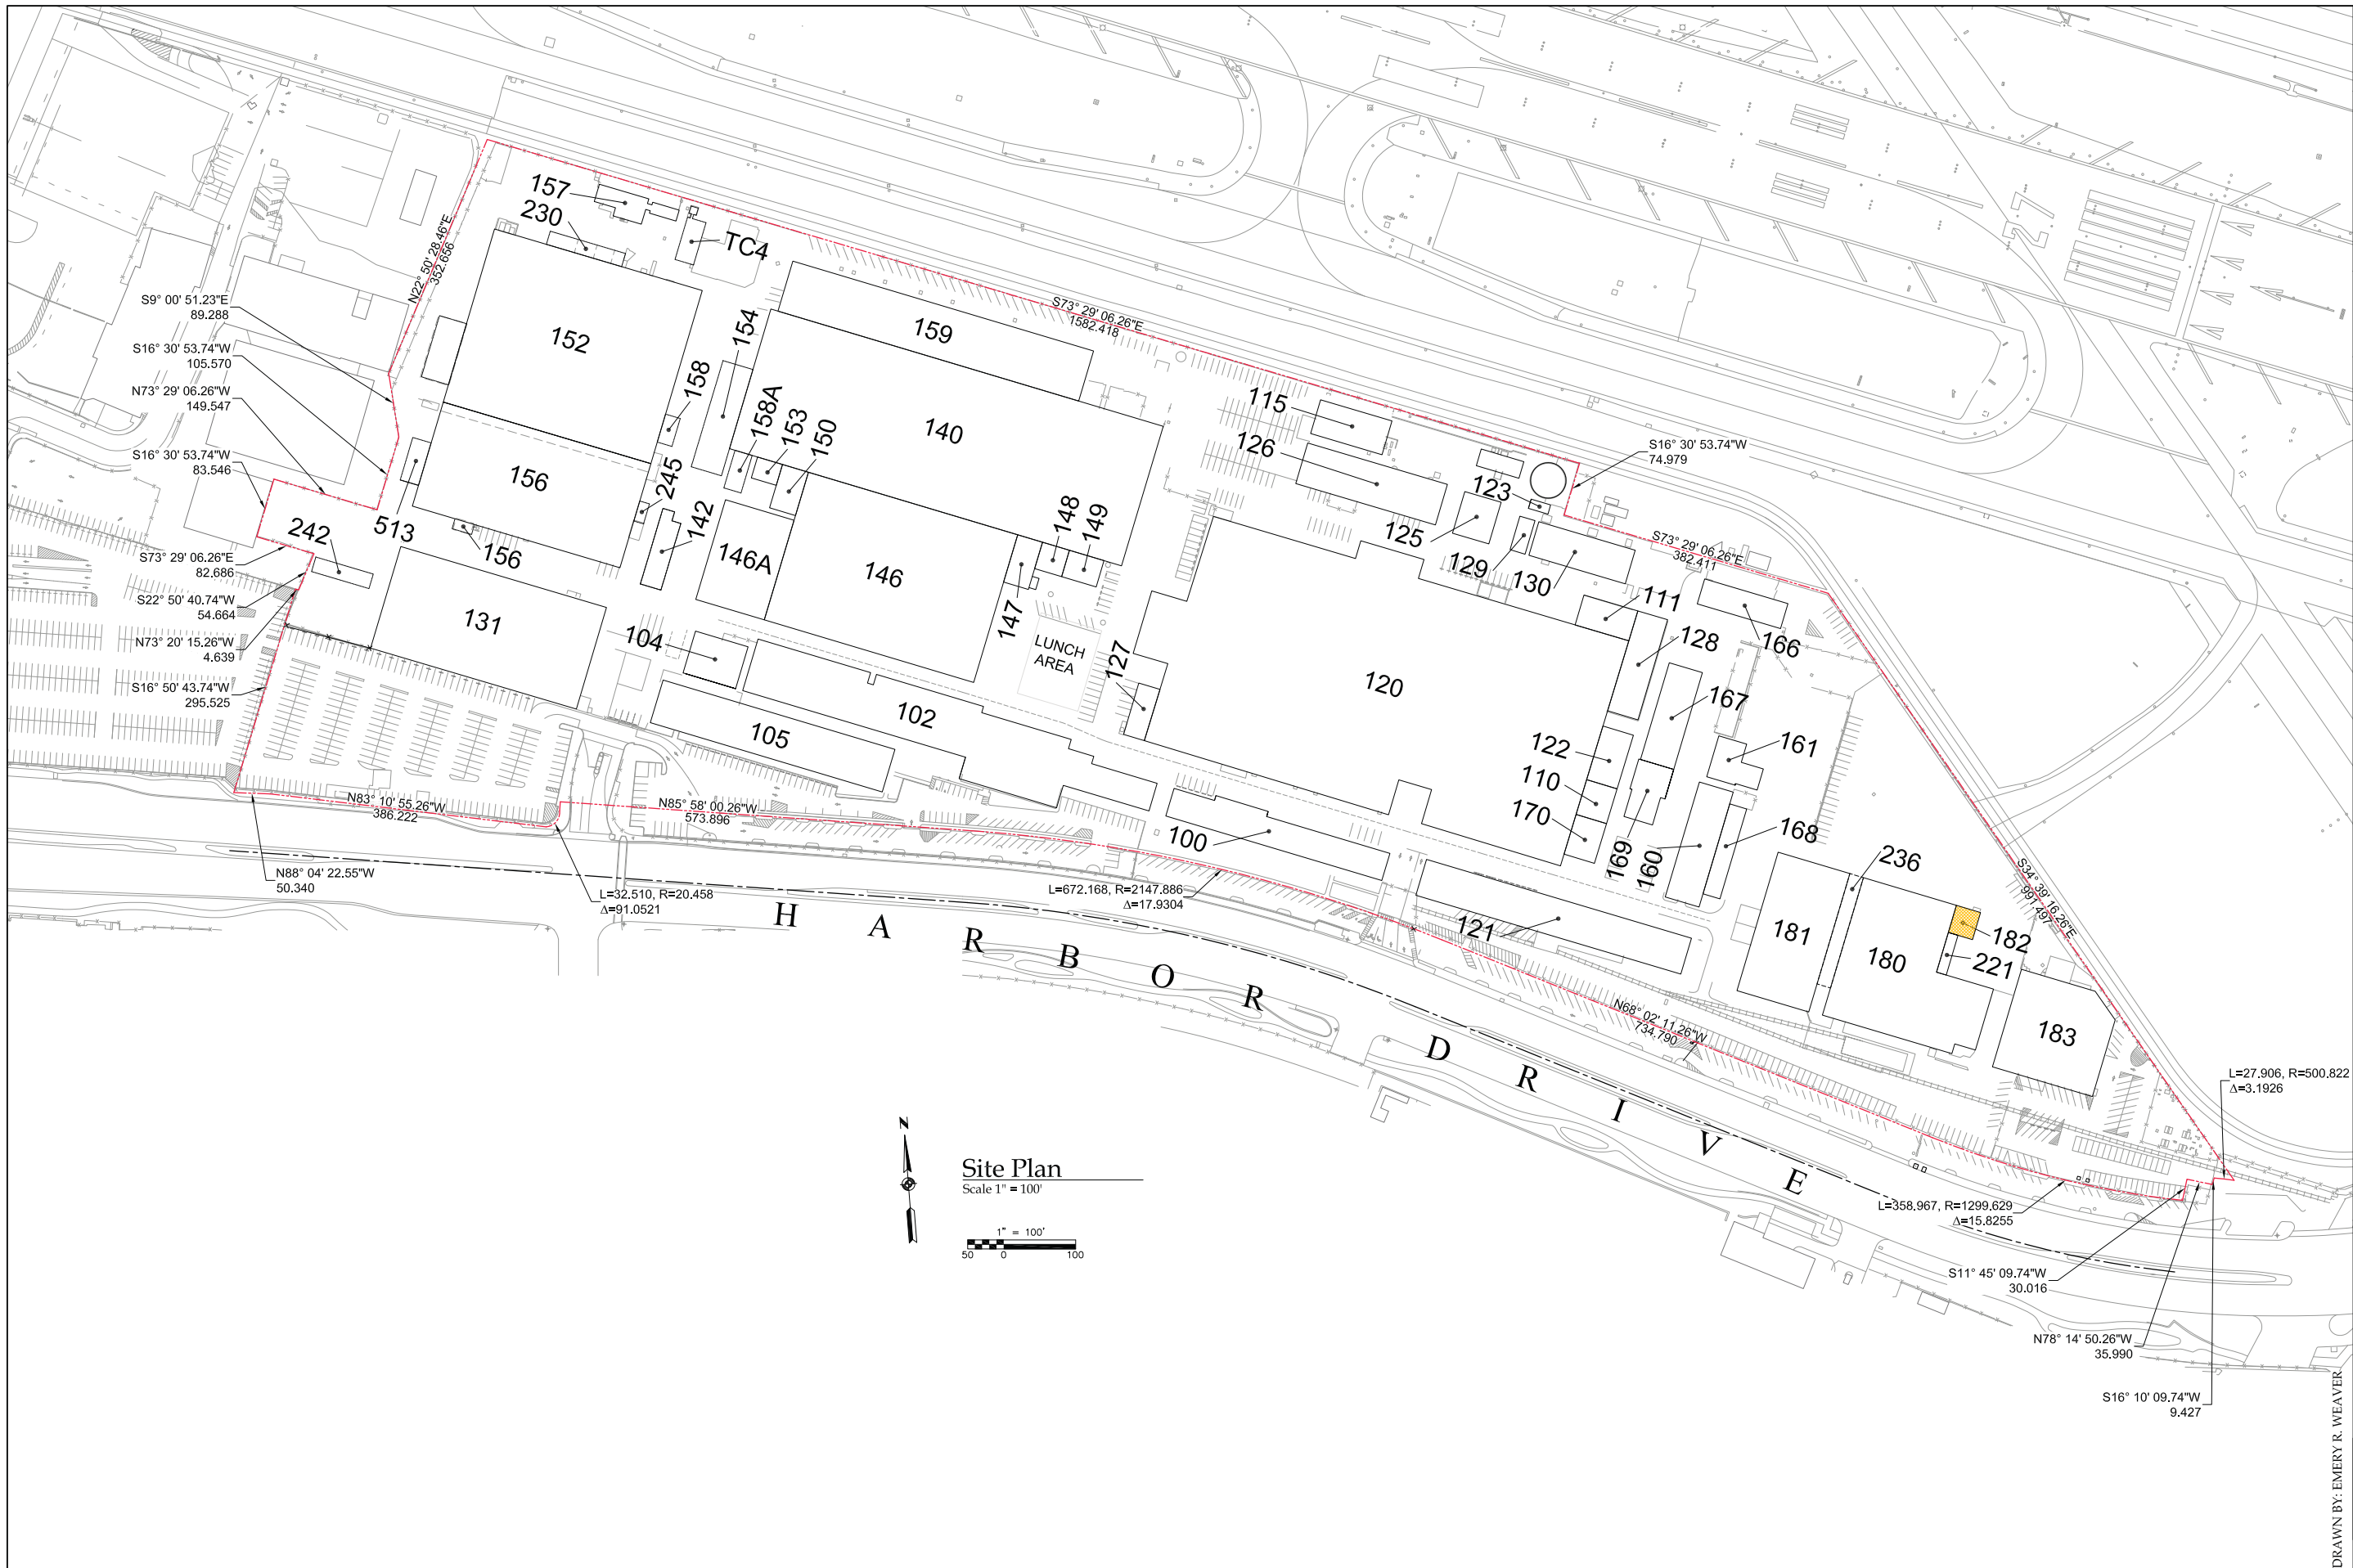 157
230
TC4
N22° 50' 28.46"E
352.656
S9° 00' 51.23"E
89.288
S16° 30' 53.74"W
105.570
N73° 29' 06.26"W
149.547
S16° 30' 53.74"W
83.546
S73° 29' 06.26"E
82.686
S22° 50' 40.74"W
54.664
N73° 20' 15.26"W
4.639
S16° 50' 43.74"W
295.525
S73° 29' 06.26"E
1582.418
152
154
159
158
158A
153
150
140
156
245
142
513
156
242
146A
146
148
149
147
131
104
LUNCH
AREA
127
102
105
115
126
123
125
129
130
S16° 30' 53.74"W
74.979
S73° 29' 06.26"E
382.411
111
128
166
167
120
122
161
110
170
169
160
168
100
121
236
181
180
182
221
183
S34° 39' 16.26"E
991.497
N83° 10' 55.26"W
386.222
N85° 58' 00.26"W
573.896
N88° 04' 22.55"W
50.340
L=32.510, R=20.458
Δ=91.0521
L=672.168, R=2147.886
Δ=17.9304
N68° 02' 11.26"W
734.790
HARBOR DRIVE
L=27.906, R=500.822
Δ=3.1926
L=358.967, R=1299.629
Δ=15.8255
S11° 45' 09.74"W
30.016
N78° 14' 50.26"W
35.990
S16° 10' 09.74"W
9.427
N
Site Plan
Scale 1" = 100'
1" = 100'
50 0 100
DRAWN BY: EMERY R. WEAVER